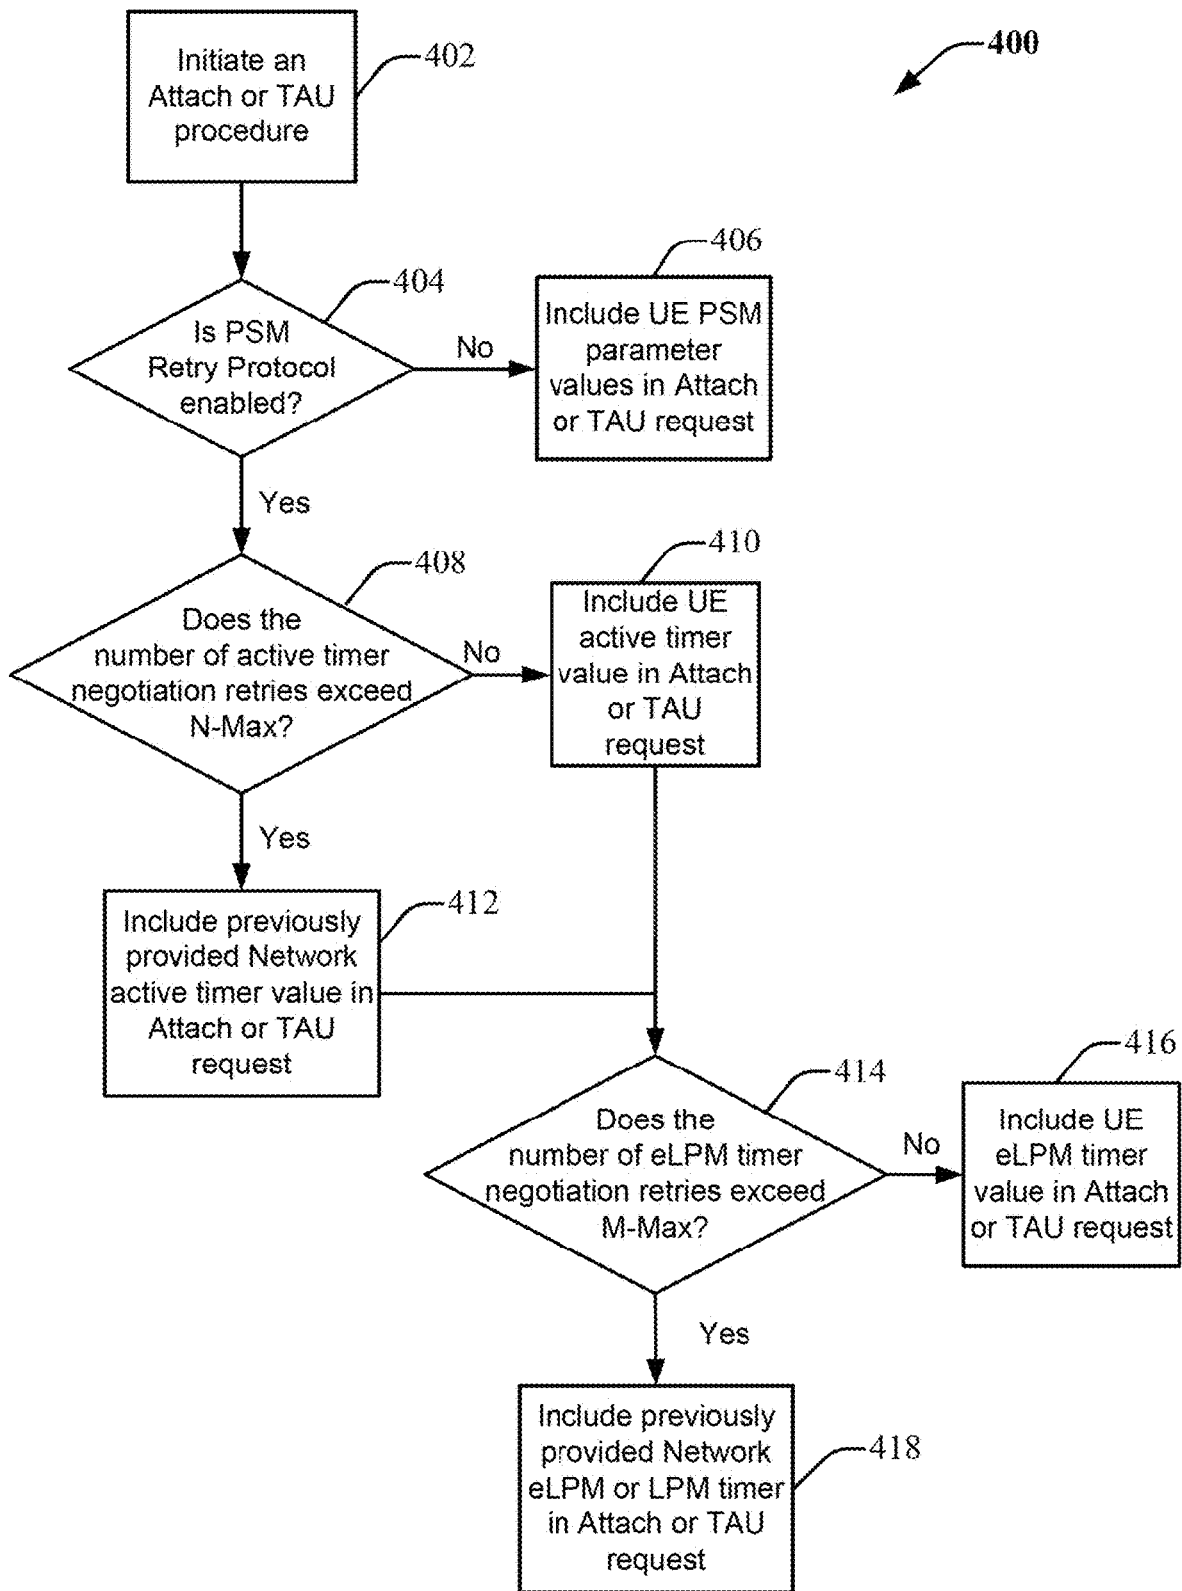 Initiate an
Attach or TAU
procedure
402
400
Is PSM
Retry Protocol
enabled?
404
No
Include UE PSM
parameter
values in Attach
or TAU request
406
Yes
Does the
number of active timer
negotiation retries exceed
N-Max?
408
No
Include UE
active timer
value in Attach
or TAU
request
410
Yes
Include previously
provided Network
active timer value in
Attach or TAU
request
412
Does the
number of eLPM timer
negotiation retries exceed
M-Max?
414
No
Include UE
eLPM timer
value in Attach
or TAU request
416
Yes
Include previously
provided Network
eLPM or LPM timer
in Attach or TAU
request
418